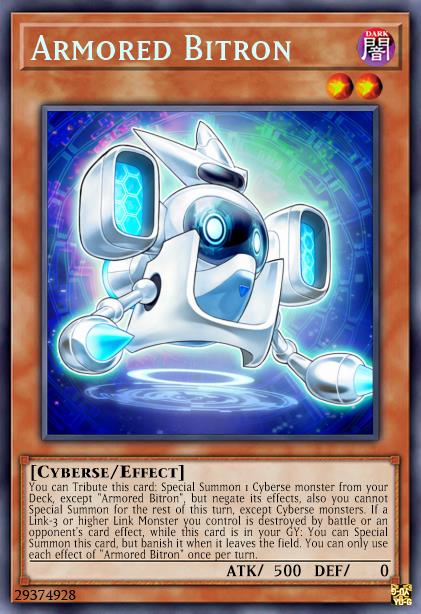 Armored Bitron
DARK
闇
[Cyberse/Effect]
You can Tribute this card: Special Summon 1 Cyberse monster from your
Deck, except "Armored Bitron", but negate its effects, also you cannot
Special Summon for the rest of this turn, except Cyberse monsters. If a
Link-3 or higher Link Monster you control is destroyed by battle or an
opponent's card effect, while this card is in your GY: You can Special
Summon this card, but banish it when it leaves the field. You can only use
each effect of "Armored Bitron" once per turn.
ATK/ 500 DEF/ 0
29374928